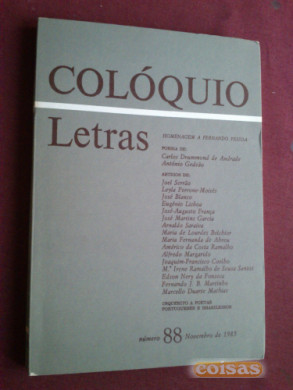 COLÓQUIO
Letras
HOMENAGEM A FERNANDO PESSOA
POEMA DE:
Carlos Drummond de Andrade
António Gedeão
ARTIGOS DE:
Joel Serrão
Leyla Perrone-Moisés
José Blanco
Eugénio Lisboa
José-Augusto França
José Martins Garcia
Arnaldo Saraiva
Maria de Lourdes Belchior
Maria Fernanda de Abreu
Américo da Costa Ramalho
Alfredo Margarido
Joaquim-Francisco Coelho
M.ª Irene Ramalho de Sousa Santos
Edson Nery da Fonseca
Fernando J. B. Martinho
Marcello Duarte Mathias
INQUÉRITO A POETAS
PORTUGUESES E BRASILEIROS
número 88 Novembro de 1985
coisas